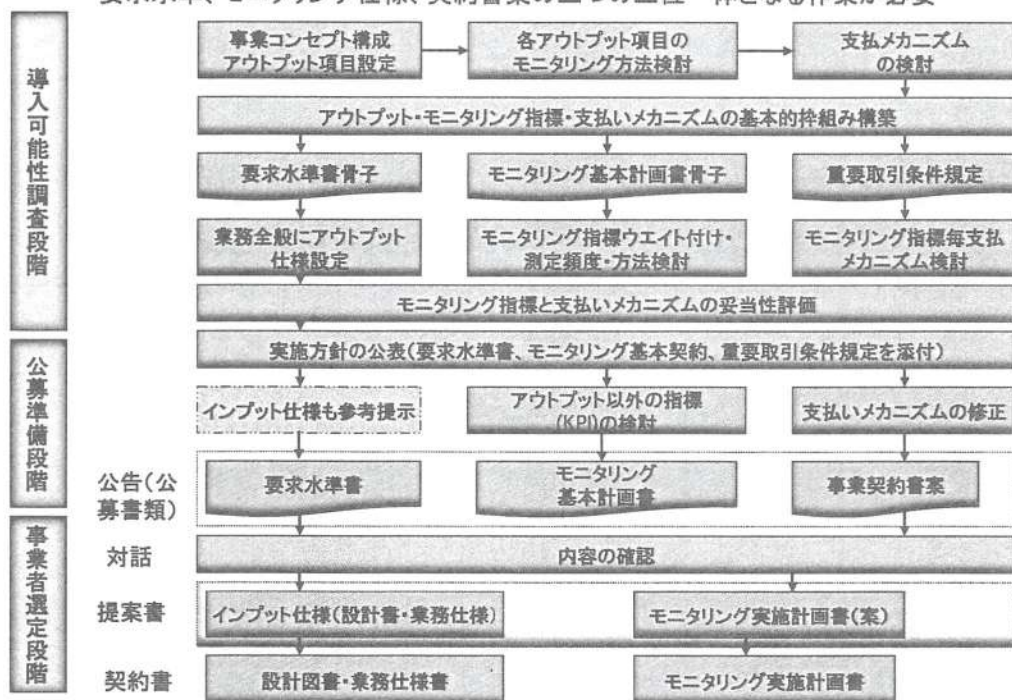 要求水準、モニタリング仕様、契約書案の三つの三位一体となる作業が必要
導入可能性調査段階
事業コンセプト構成
アウトプット項目設定
各アウトプット項目の
モニタリング方法検討
支払メカニズム
の検討
アウトプット・モニタリング指標・支払いメカニズムの基本的枠組み構築
要求水準書骨子
モニタリング基本計画書骨子
重要取引条件規定
業務全般にアウトプット
仕様設定
モニタリング指標ウエイト付け・
測定頻度・方法検討
モニタリング指標毎支払
メカニズム検討
モニタリング指標と支払いメカニズムの妥当性評価
公募準備段階
実施方針の公表(要求水準書、モニタリング基本契約、重要取引条件規定を添付)
インプット仕様も参考提示
アウトプット以外の指標
(KPI)の検討
支払いメカニズムの修正
公告(公
募書類)
要求水準書
モニタリング
基本計画書
事業契約書案
事業者選定段階
対話
内容の確認
提案書
インプット仕様(設計書・業務仕様)
モニタリング実施計画書(案)
契約書
設計図書・業務仕様書
モニタリング実施計画書